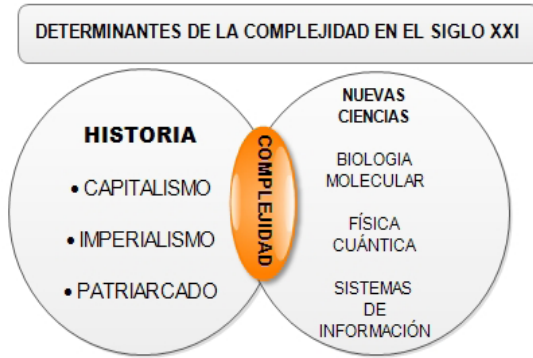 DETERMINANTES DE LA COMPLEJIDAD EN EL SIGLO XXI
HISTORIA
• CAPITALISMO
• IMPERIALISMO
• PATRIARCADO
COMPLEJIDAD
NUEVAS
CIENCIAS
BIOLOGIA
MOLECULAR
FÍSICA
CUÁNTICA
SISTEMAS
DE
INFORMACIÓN